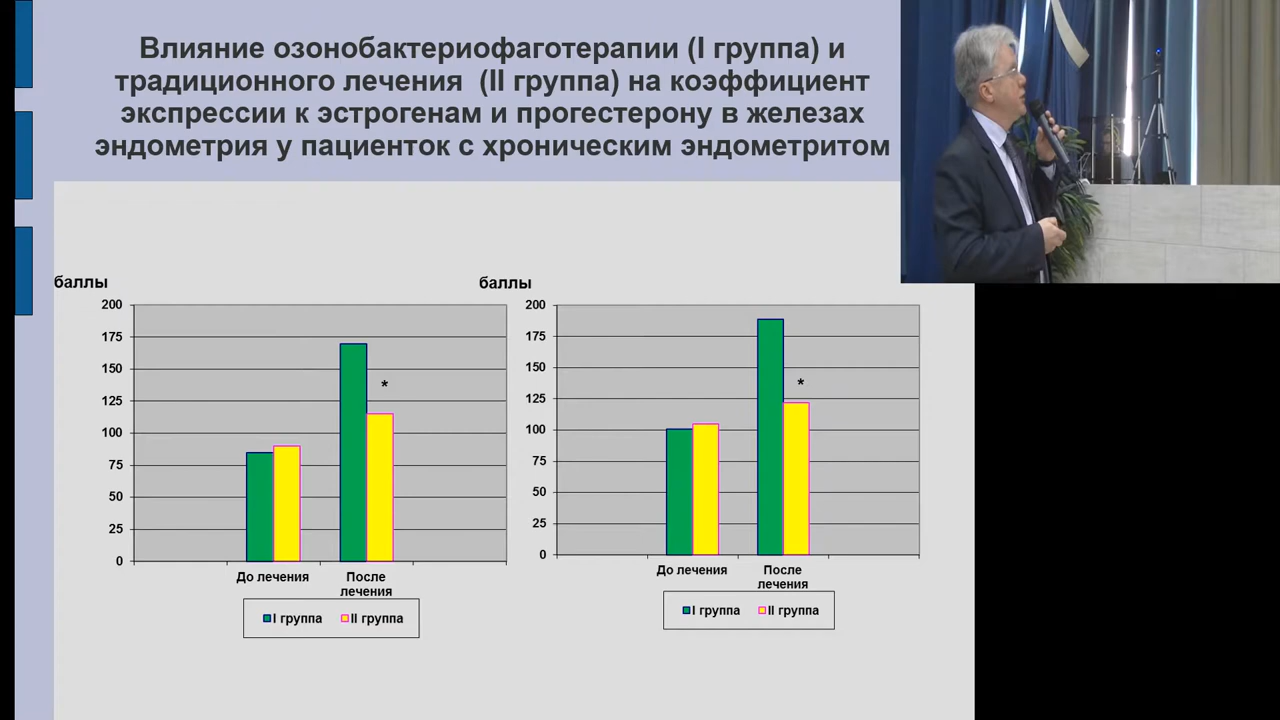 Влияние озонобактериофаготерапии (I группа) и
традиционного лечения (II группа) на коэффициент
экспрессии к эстрогенам и прогестерону в железах
эндометрия у пациенток с хроническим эндометритом
баллы
200
175
150
125
100
75
50
25
0
*
До лечения
После
лечения
I группа
II группа
баллы
200
175
150
125
100
75
50
25
0
*
До лечения
После
лечения
I группа
II группа